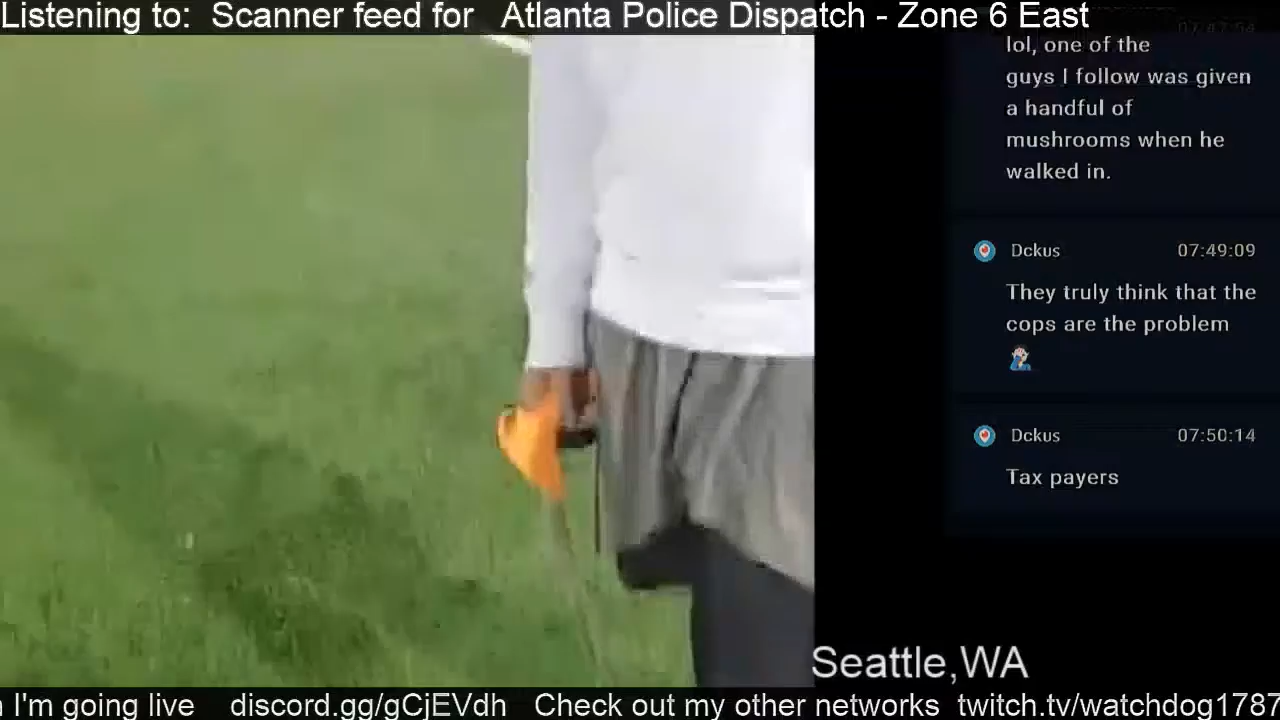 Listening to: Scanner feed for Atlanta Police Dispatch - Zone 6 East
lol, one of the
guys I follow was given
a handful of
mushrooms when he
walked in.
Dckus 07:49:09
They truly think that the
cops are the problem
Dckus 07:50:14
Tax payers
Seattle,WA
I'm going live discord.gg/gCjEVdh Check out my other networks twitch.tv/watchdog1787